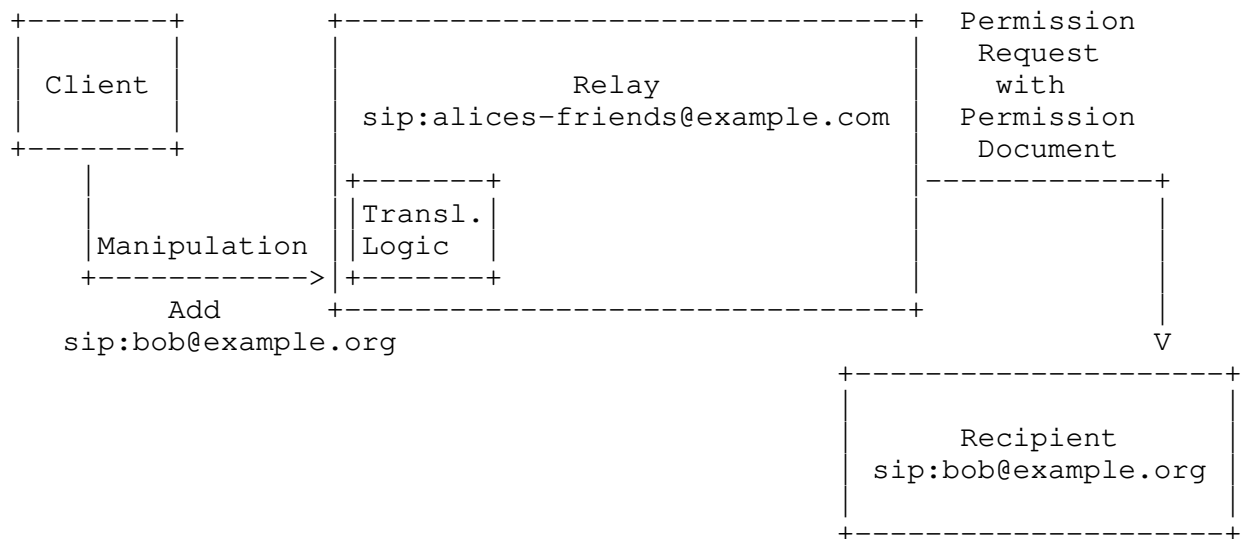 Permission
Request
Client
Relay
with
sip:alices-friends@example.com
Permission
Document
Transl.
Manipulation
Logic
Add
sip:bob@example.org
V
Recipient
sip:bob@example.org